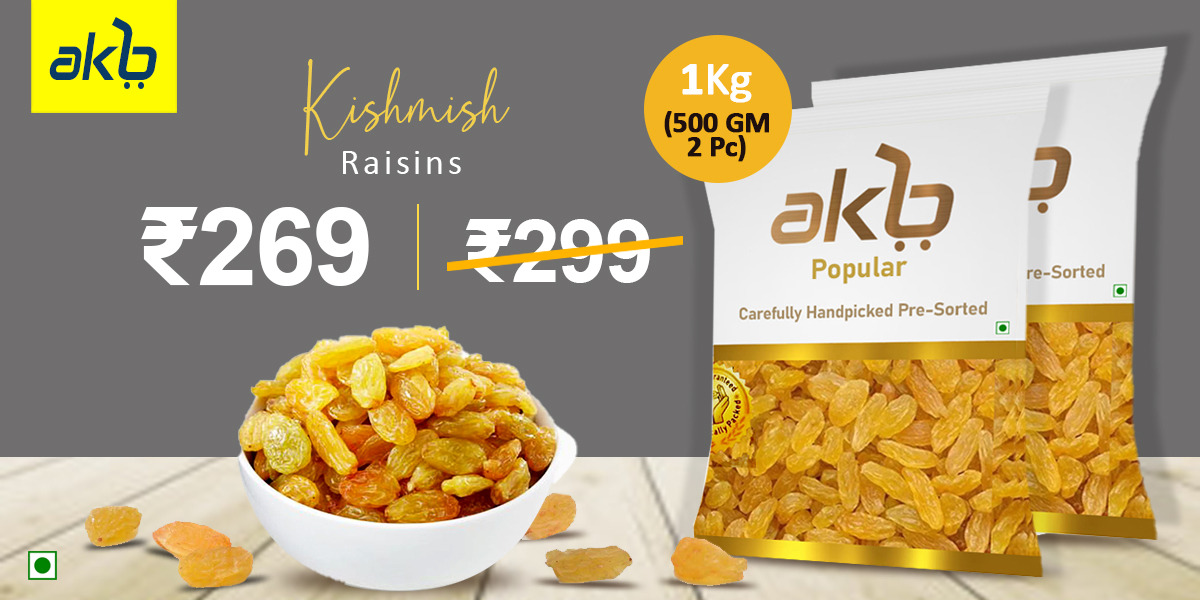 akb
Kishmish
Raisins
₹269
₹299
1Kg
(500 GM
2 Pc)
akb
Popular
Carefully Handpicked Pre-Sorted
re-Sorted